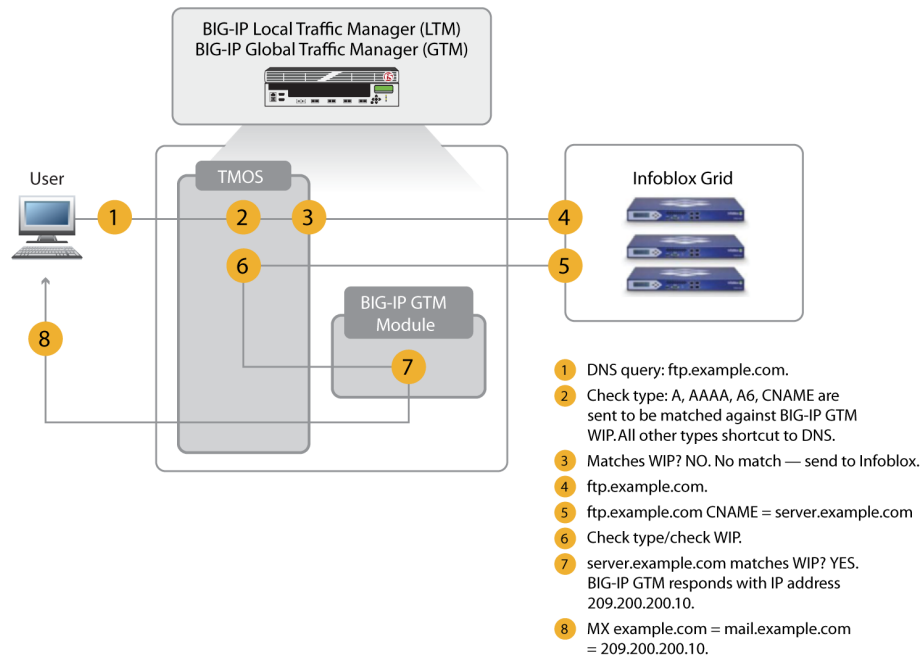 BIG-IP Local Traffic Manager (LTM)
BIG-IP Global Traffic Manager (GTM)
f5
User
TMOS
Infoblox Grid
1
2
3
4
6
5
BIG-IP GTM
Module
8
7
1 DNS query: ftp.example.com.
2 Check type: A, AAAA, A6, CNAME are
sent to be matched against BIG-IP GTM
WIP.All other types shortcut to DNS.
3 Matches WIP? NO. No match — send to Infoblox.
4 ftp.example.com.
5 ftp.example.com CNAME = server.example.com
6 Check type/check WIP.
7 server.example.com matches WIP? YES.
BIG-IP GTM responds with IP address
209.200.200.10.
8 MX example.com = mail.example.com
= 209.200.200.10.